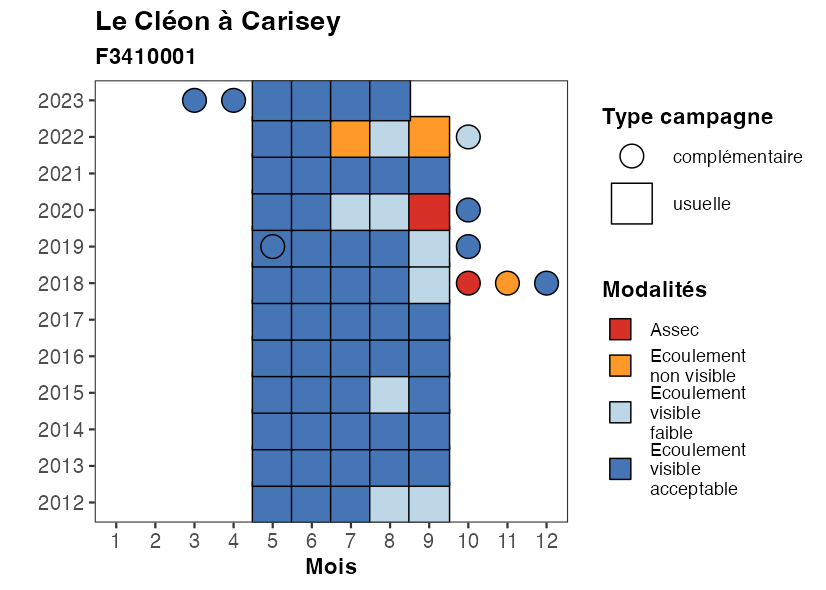 Le Cléon à Carisey
F3410001
2023
2022
2021
2020
2019
2018
2017
2016
2015
2014
2013
2012
1 2 3 4 5 6 7 8 9 10 11 12
Mois
Type campagne
complémentaire
usuelle
Modalités
Assec
Ecoulement
non visible
Ecoulement
visible
faible
Ecoulement
visible
acceptable